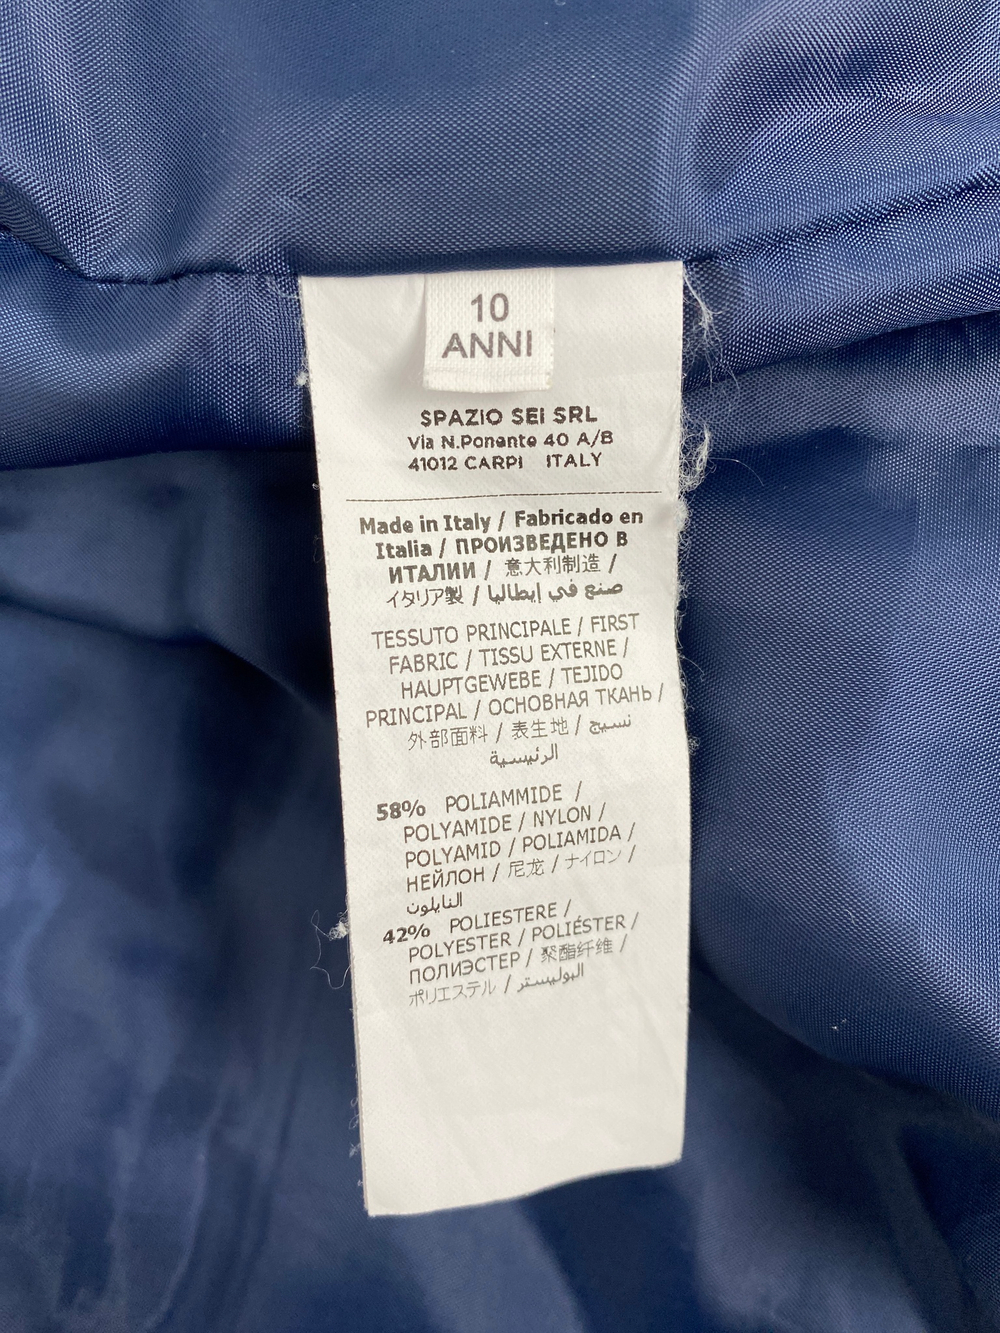 10
ANNI
SPAZIO SEI SRL
Via N.Ponente 40 A/B
41012 CARPI ITALY
Made in Italy / Fabricado en
Italia / ПРОИЗВЕДЕНО В
ИТАЛИИ / 意大利制造 /
イタリア製 / صنع في إيطاليا
TESSUTO PRINCIPALE / FIRST
FABRIC / TISSU EXTERNE /
HAUPTGEWEBE / TEJIDO
PRINCIPAL / ОСНОВНАЯ ТКАНЬ /
外部面料 / 表生地 / نسيج
الرئيسية
58% POLIAMMIDE /
POLYAMIDE / NYLON /
POLYAMID / POLIAMIDA /
НЕЙЛОН / 尼龙 / ナイロン /
النايلون
42% POLIESTERE /
POLYESTER / POLIÉSTER /
ПОЛИЭСТЕР / 聚酯纤维 /
ポリエステル / البوليستر